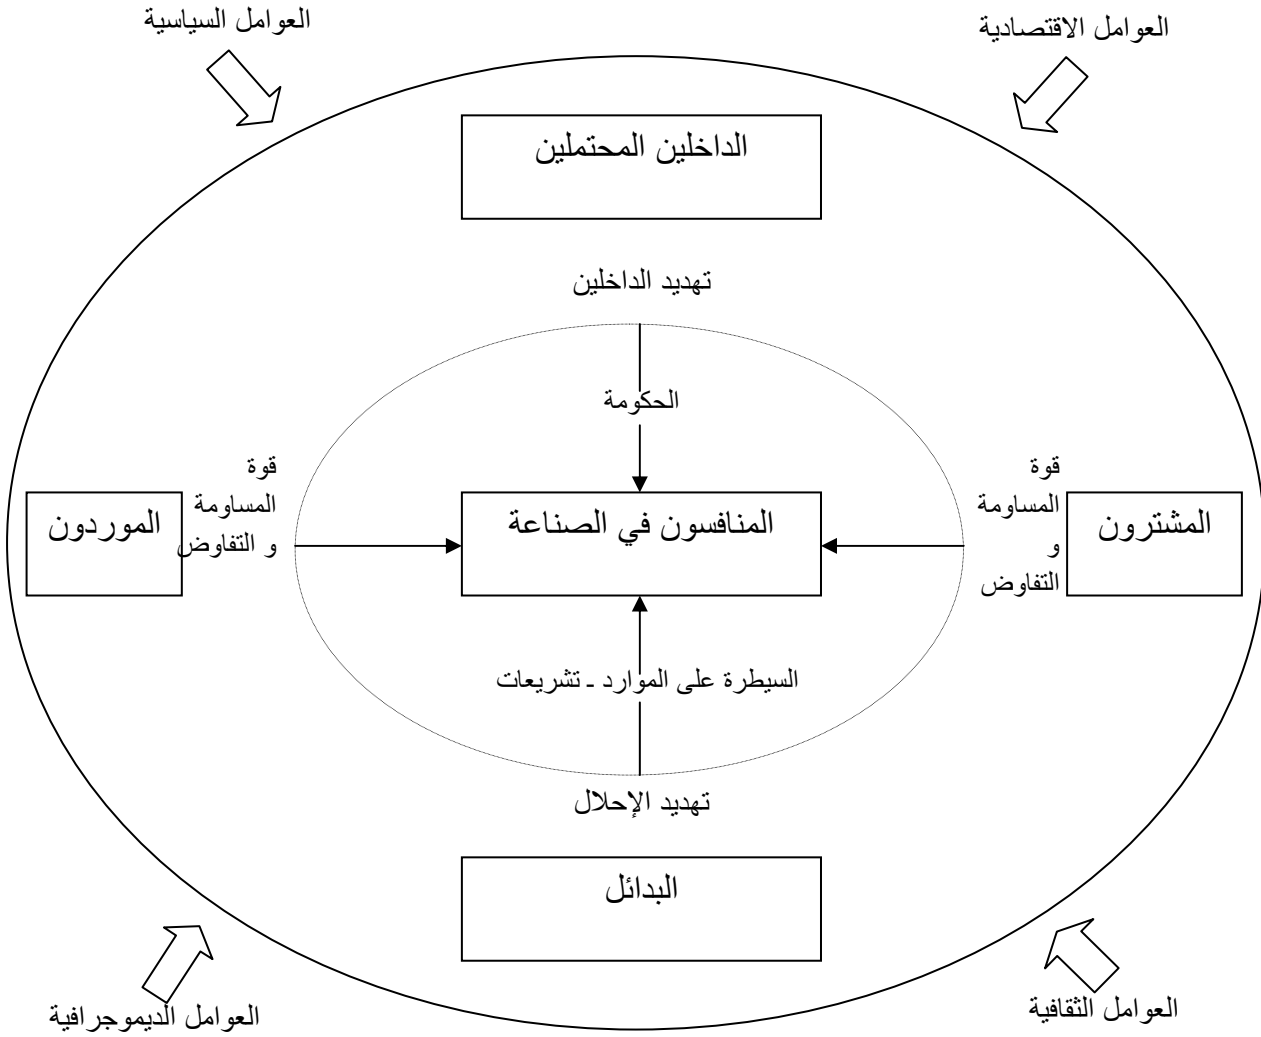 العوامل الاقتصادية
العوامل السياسية
الداخلين المحتملين
تهديد الداخلين
الحكومة
المشترون
قوة
المساومة
و
التفاوض
المنافسون في الصناعة
قوة
المساومة
و التفاوض
الموردون
السيطرة على الموارد - تشريعات
تهديد الإحلال
البدائل
العوامل الثقافية
العوامل الديموجرافية